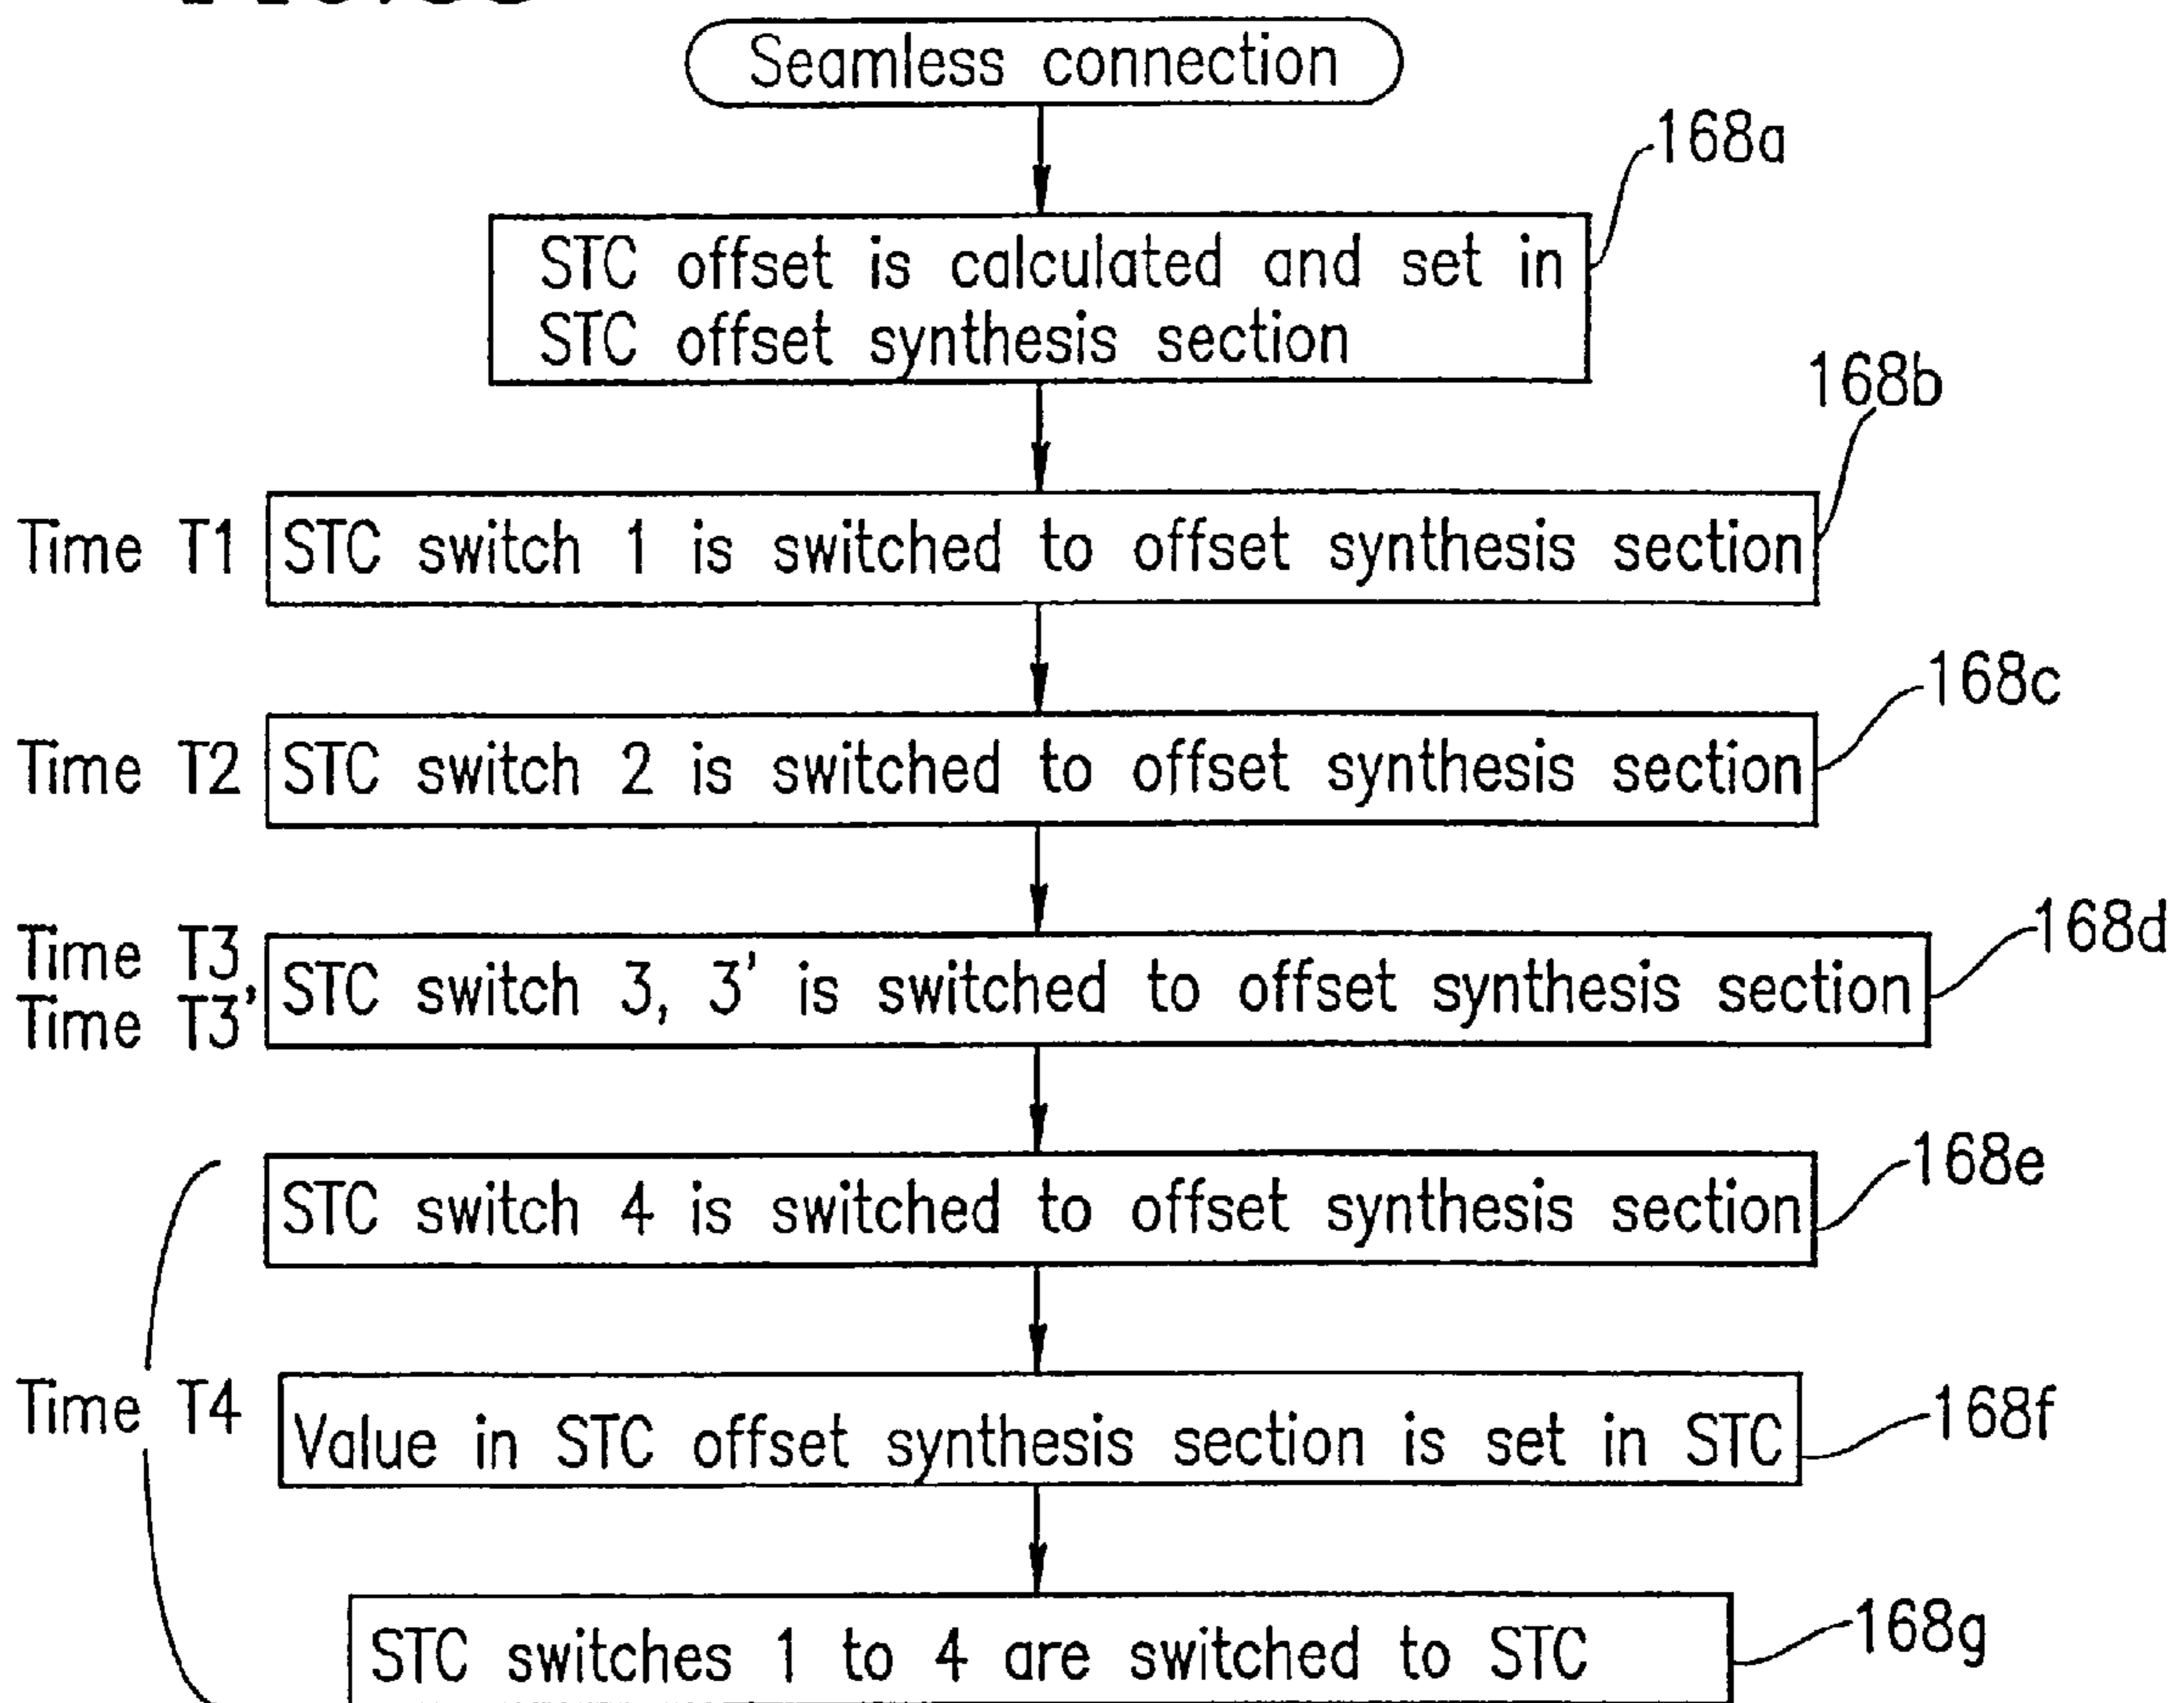 Seamless connection
168a
STC offset is calculated and set in
STC offset synthesis section
168b
Time T1
STC switch 1 is switched to offset synthesis section
168c
Time T2
STC switch 2 is switched to offset synthesis section
168d
Time T3,
Time T3'
STC switch 3, 3' is switched to offset synthesis section
168e
STC switch 4 is switched to offset synthesis section
Time T4
168f
Value in STC offset synthesis section is set in STC
168g
STC switches 1 to 4 are switched to STC